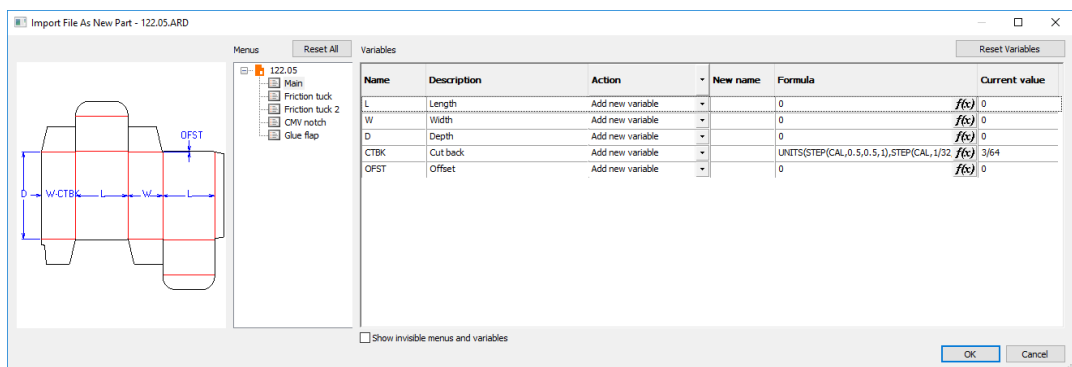 Import File As New Part - 122.05.ARD
Menus
Reset All
Variables
Reset Variables
122.05
Main
Friction tuck
Friction tuck 2
CMV notch
Glue flap
Name Description Action New name Formula Current value
L Length Add new variable 0 f(x) 0
W Width Add new variable 0 f(x) 0
D Depth Add new variable 0 f(x) 0
CTBK Cut back Add new variable UNITS(STEP(CAL,0.5,0.5,1),STEP(CAL,1/32 f(x) 3/64
OFST Offset Add new variable 0 f(x) 0
OFST
D W-CTBK L W L
Show invisible menus and variables
OK Cancel